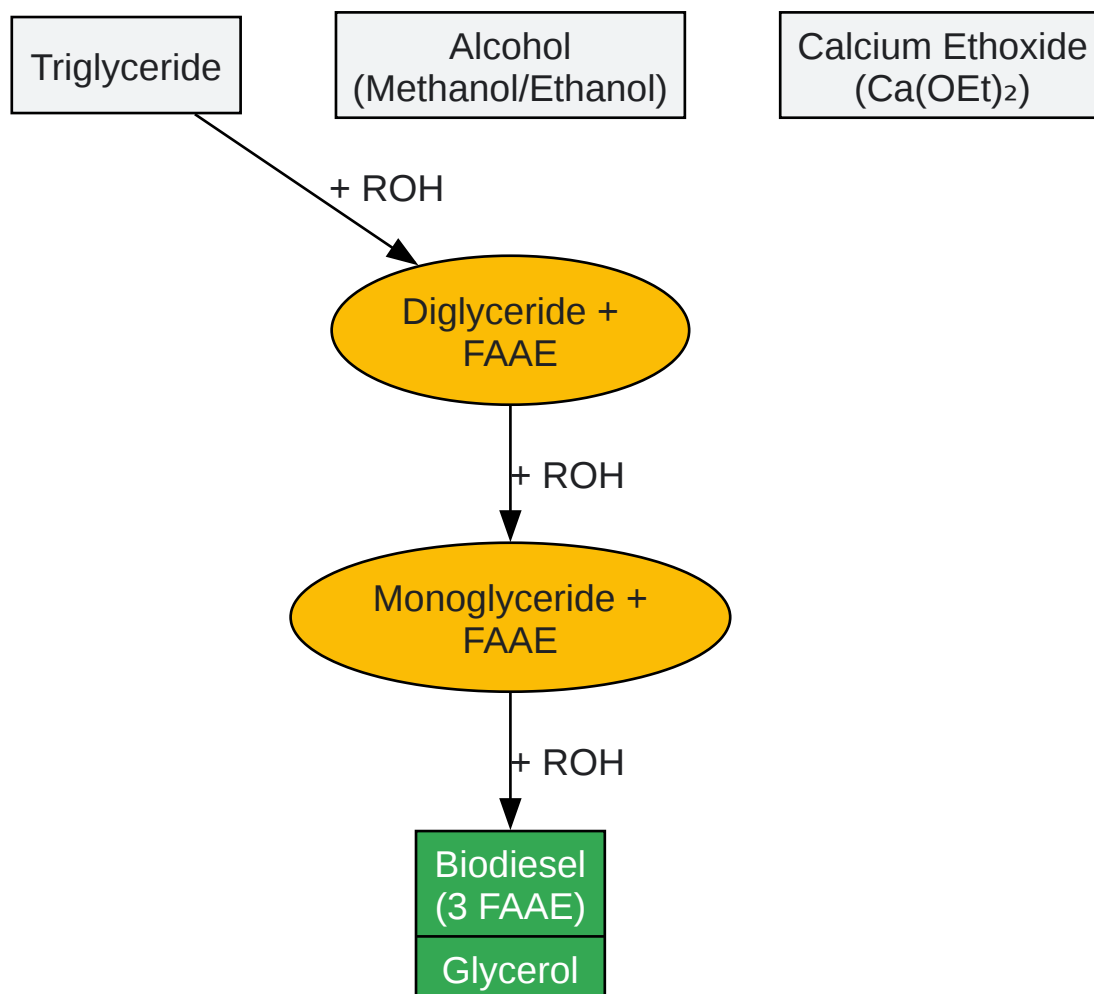 Triglyceride
Alcohol
(Methanol/Ethanol)
Calcium Ethoxide
(Ca(OEt)₂)
+ ROH
Diglyceride +
FAAE
+ ROH
Monoglyceride +
FAAE
+ ROH
Biodiesel
(3 FAAE)
Glycerol